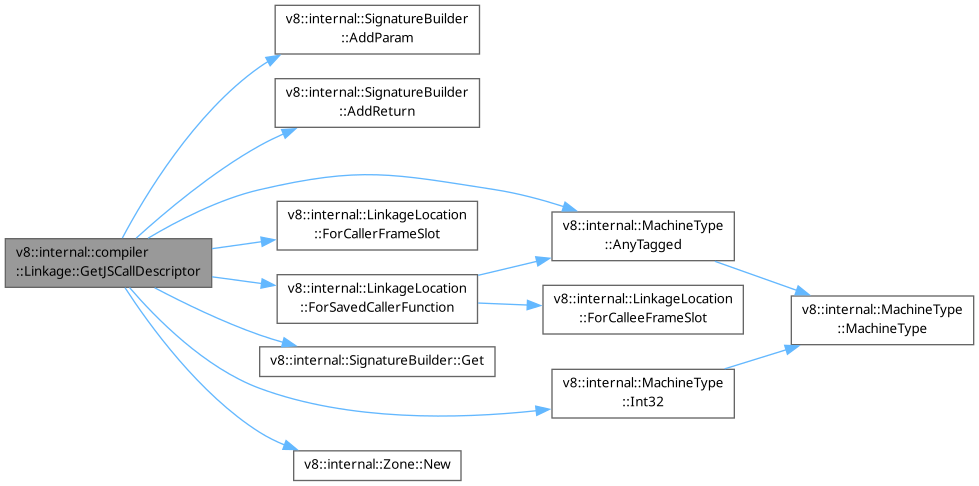 v8::internal::SignatureBuilder
::AddParam
v8::internal::SignatureBuilder
::AddReturn
v8::internal::compiler
::Linkage::GetJSCallDescriptor
v8::internal::LinkageLocation
::ForCallerFrameSlot
v8::internal::LinkageLocation
::ForSavedCallerFunction
v8::internal::SignatureBuilder::Get
v8::internal::Zone::New
v8::internal::MachineType
::AnyTagged
v8::internal::LinkageLocation
::ForCalleeFrameSlot
v8::internal::MachineType
::Int32
v8::internal::MachineType
::MachineType